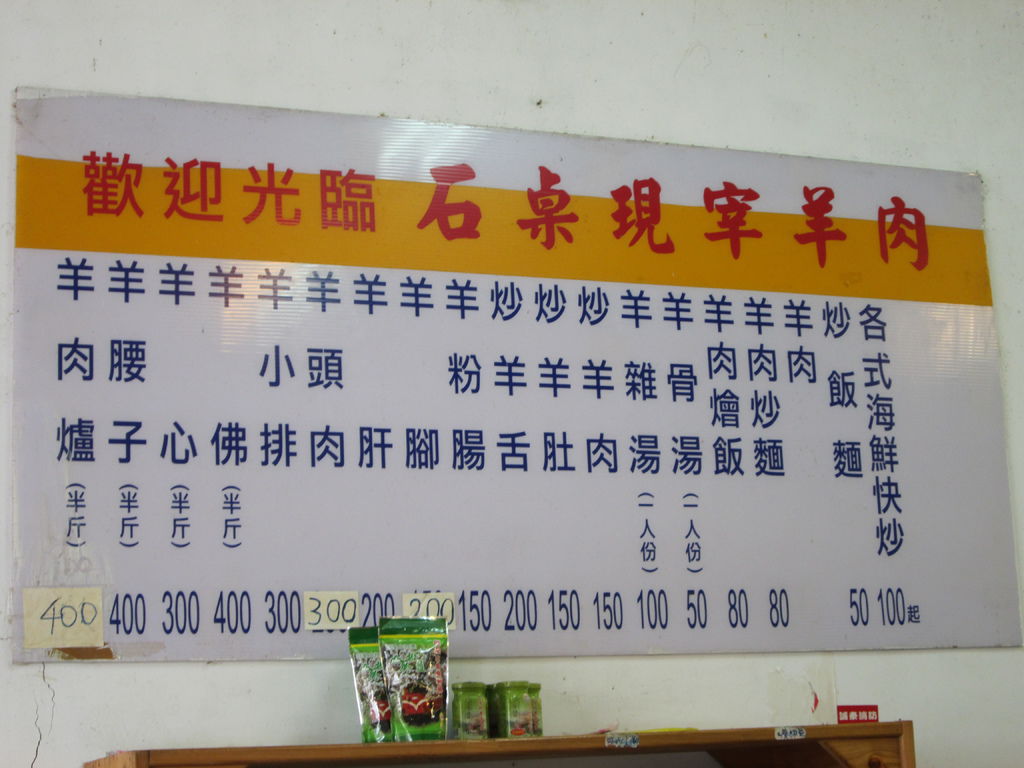 歡迎光臨 石桌現宰羊肉
羊肉爐(半斤) 400
羊腰子(半斤) 400
羊心(半斤) 300
羊佛(半斤) 400
羊小排 300
羊頭肉 300
羊肝 200
羊腳 200
羊粉腸 150
炒羊舌 200
炒羊肚 150
炒羊肉 150
羊雜湯(一人份) 100
羊骨湯(一人份) 50
羊肉燴飯 80
羊肉炒麵 80
羊肉
炒飯麵 50
各式海鮮快炒 100起
誠泰消防